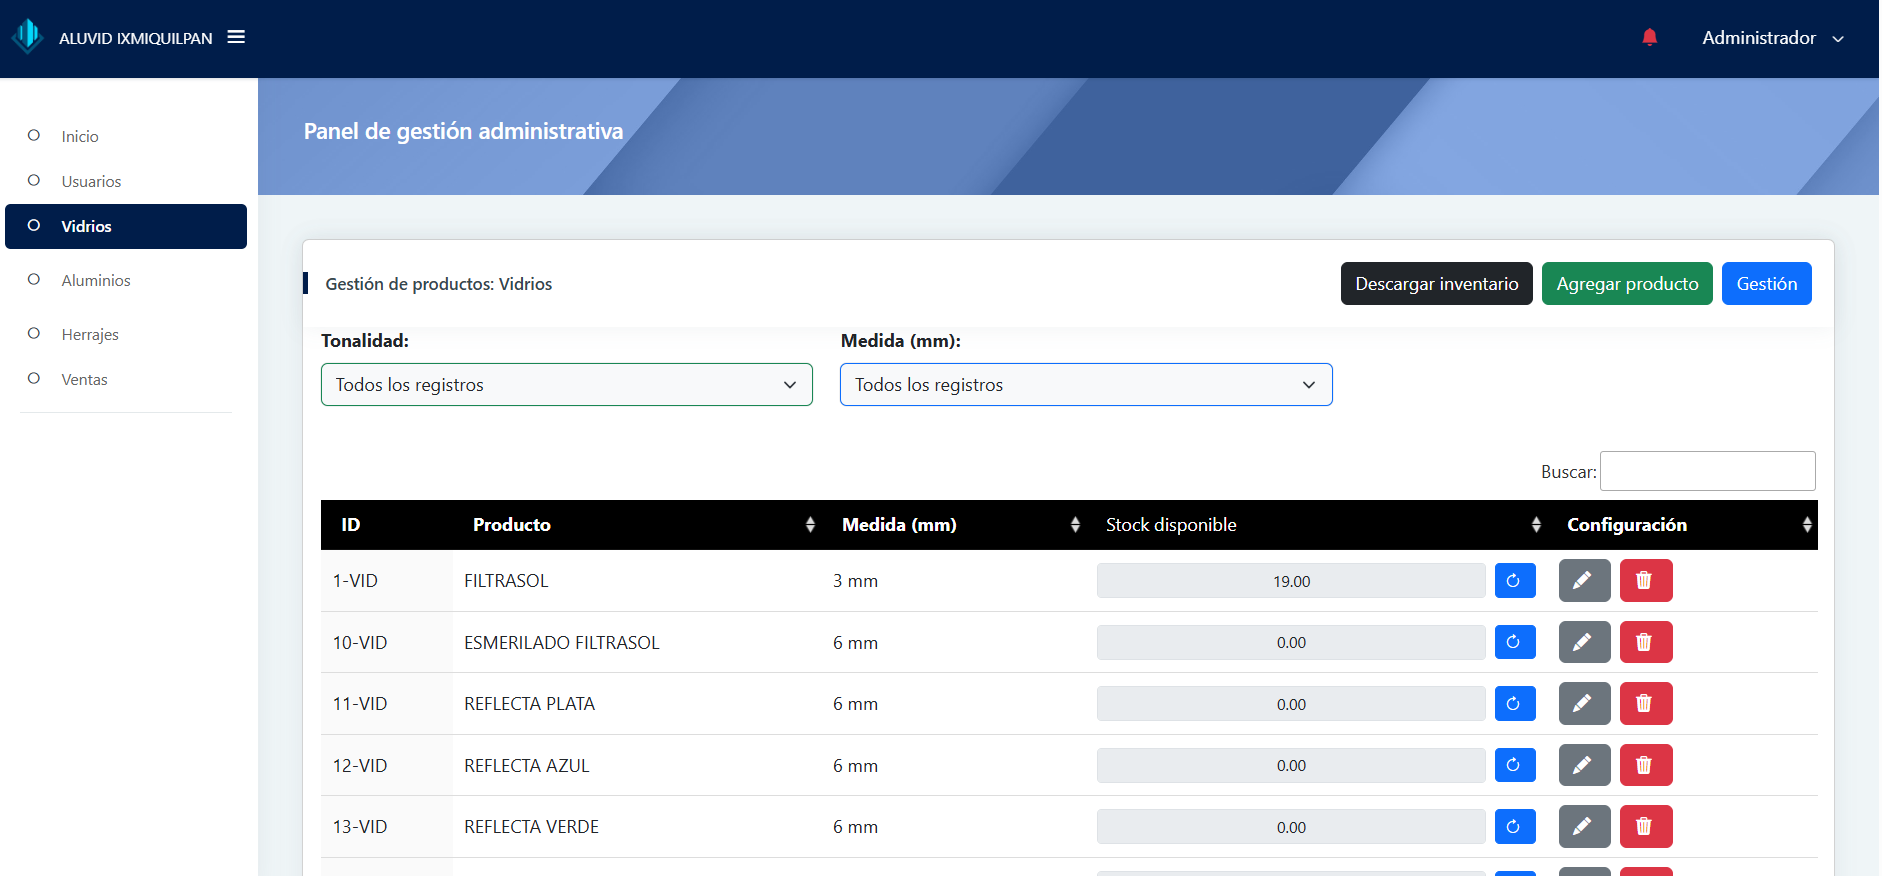 ALUVID IXMIQUILPAN
Administrador
Inicio
Usuarios
Vidrios
Aluminios
Herrajes
Ventas
Panel de gestión administrativa
Gestión de productos: Vidrios
Descargar inventario
Agregar producto
Gestión
Tonalidad:
Medida (mm):
Todos los registros
Todos los registros
Buscar:
ID Producto Medida (mm) Stock disponible Configuración
1-VID FILTRASOL 3 mm 19.00
10-VID ESMERILADO FILTRASOL 6 mm 0.00
11-VID REFLECTA PLATA 6 mm 0.00
12-VID REFLECTA AZUL 6 mm 0.00
13-VID REFLECTA VERDE 6 mm 0.00